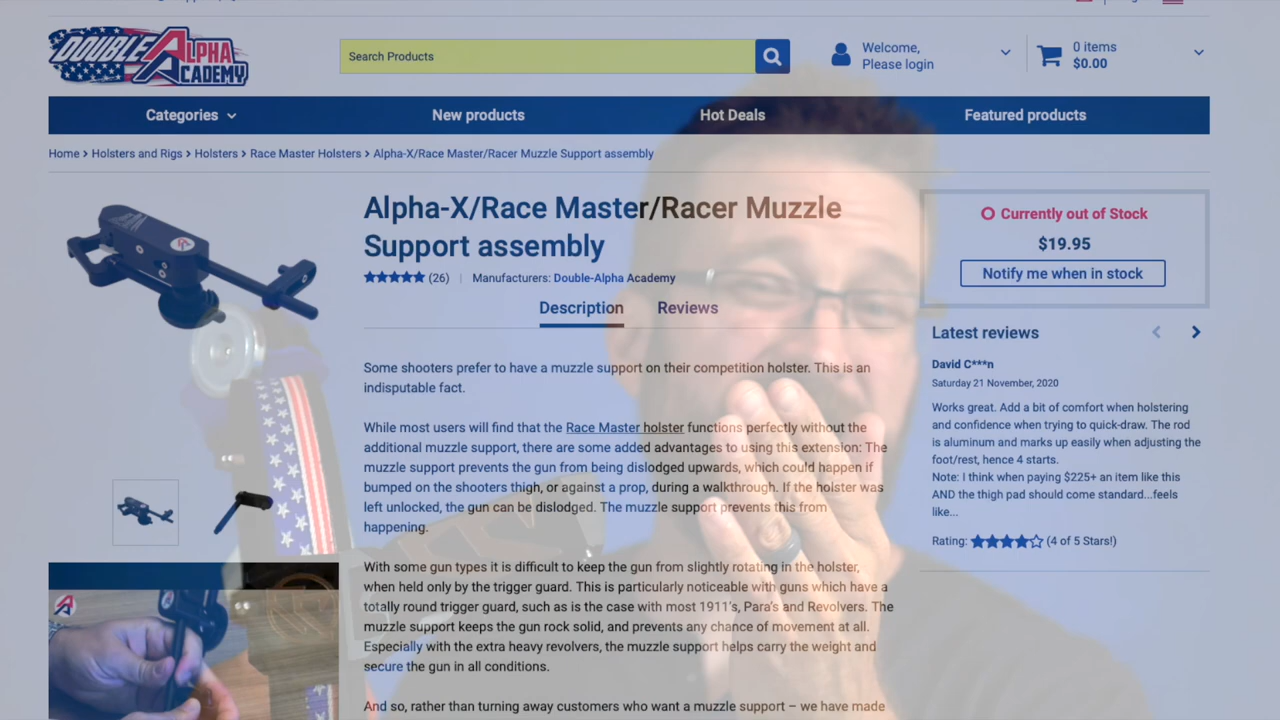 DOUBLE ALPHA
ACADEMY
Search Products
Welcome,
Please login
0 items
$0.00
Categories
New products
Hot Deals
Featured products
Home > Holsters and Rigs > Holsters > Race Master Holsters > Alpha-X/Race Master/Racer Muzzle Support assembly
Alpha-X/Race Master/Racer Muzzle
Support assembly
(26) | Manufacturers: Double-Alpha Academy
Description
Reviews
Some shooters prefer to have a muzzle support on their competition holster. This is an
indisputable fact.
While most users will find that the Race Master holster functions perfectly without the
additional muzzle support, there are some added advantages to using this extension: The
muzzle support prevents the gun from being dislodged upwards, which could happen if
bumped on the shooters thigh, or against a prop, during a walkthrough. If the holster was
left unlocked, the gun can be dislodged. The muzzle support prevents this from
happening.
With some gun types it is difficult to keep the gun from slightly rotating in the holster,
when held only by the trigger guard. This is particularly noticeable with guns which have a
totally round trigger guard, such as is the case with most 1911's, Para's and Revolvers. The
muzzle support keeps the gun rock solid, and prevents any chance of movement at all.
Especially with the extra heavy revolvers, the muzzle support helps carry the weight and
secure the gun in all conditions.
And so, rather than turning away customers who want a muzzle support – we have made
Currently out of Stock
$19.95
Notify me when in stock
Latest reviews
David C***n
Saturday 21 November, 2020
Works great. Add a bit of comfort when holstering
and confidence when trying to quick-draw. The rod
is aluminum and marks up easily when adjusting the
foot/rest, hence 4 starts.
Note: I think when paying $225+ an item like this
AND the thigh pad should come standard...feels
like...
Rating: (4 of 5 Stars!)